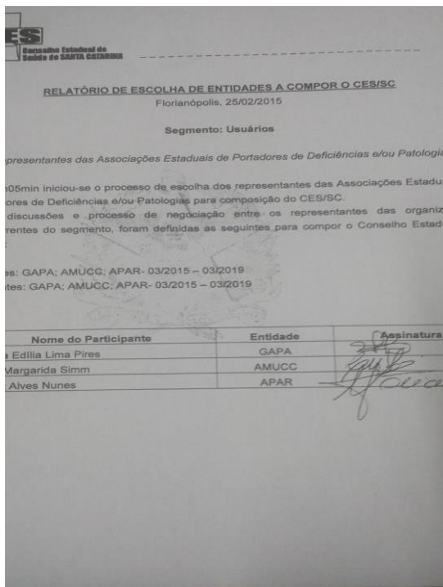 ES
Conselho Estadual de
Saúde de SANTA CATARINA
RELATÓRIO DE ESCOLHA DE ENTIDADES A COMPOR O CES/SC
Florianópolis, 25/02/2015
Segmento: Usuários
epresentantes das Associações Estaduais de Portadores de Deficiências e/ou Patologia
h05min iniciou-se o processo de escolha dos representantes das Associações Estadu
ores de Deficiências e/ou Patologias para composição do CES/SC.
discussões e processo de negociação entre os representantes das organiz
rrentes do segmento, foram definidas as seguintes para compor o Conselho Estad
:
es: GAPA; AMUCC; APAR- 03/2015 – 03/2019
ntes: GAPA; AMUCC; APAR- 03/2015 – 03/2019
Nome do Participante Entidade Assinatura
a Edília Lima Pires GAPA
Margarida Simm AMUCC
Alves Nunes APAR